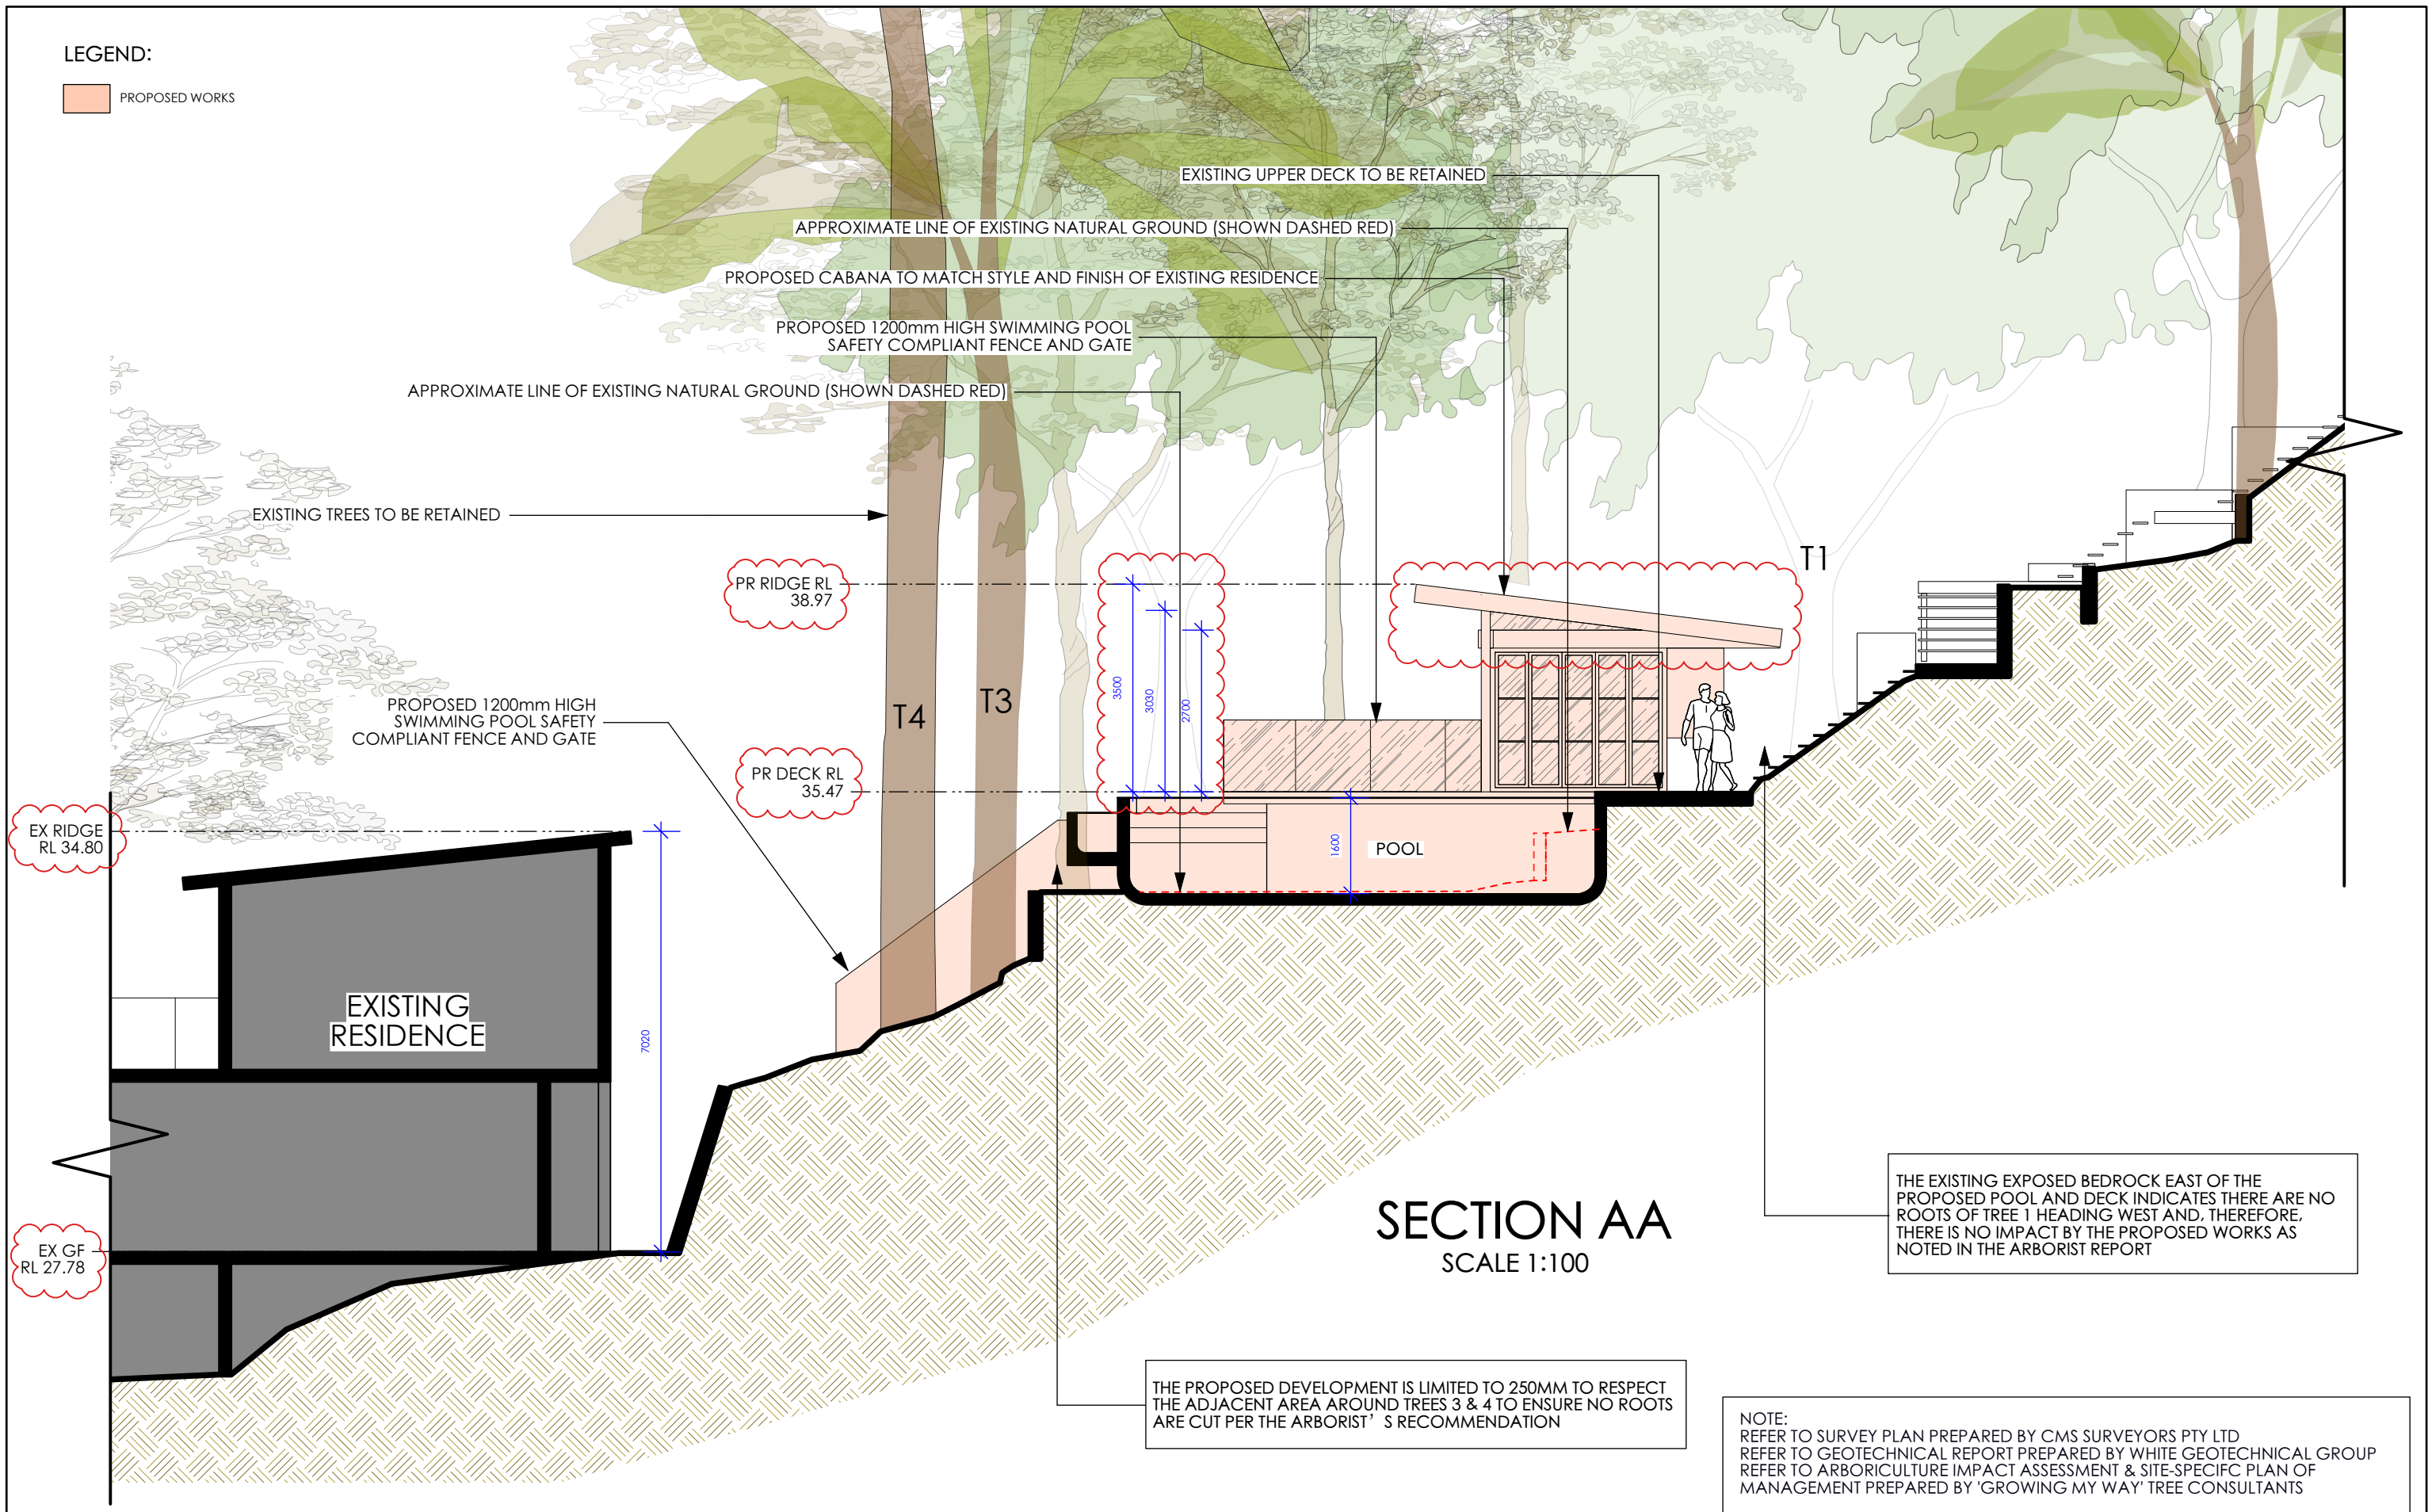 LEGEND:
PROPOSED WORKS
EXISTING UPPER DECK TO BE RETAINED
APPROXIMATE LINE OF EXISTING NATURAL GROUND (SHOWN DASHED RED)
PROPOSED CABANA TO MATCH STYLE AND FINISH OF EXISTING RESIDENCE
PROPOSED 1200mm HIGH SWIMMING POOL
SAFETY COMPLIANT FENCE AND GATE
APPROXIMATE LINE OF EXISTING NATURAL GROUND (SHOWN DASHED RED)
EXISTING TREES TO BE RETAINED
T1
PR RIDGE RL
38.97
3500
3030
2700
T4
T3
PROPOSED 1200mm HIGH
SWIMMING POOL SAFETY
COMPLIANT FENCE AND GATE
PR DECK RL
35.47
EX RIDGE
RL 34.80
1600
POOL
EXISTING
RESIDENCE
7020
EX GF
RL 27.78
SECTION AA
SCALE 1:100
THE EXISTING EXPOSED BEDROCK EAST OF THE
PROPOSED POOL AND DECK INDICATES THERE ARE NO
ROOTS OF TREE 1 HEADING WEST AND, THEREFORE,
THERE IS NO IMPACT BY THE PROPOSED WORKS AS
NOTED IN THE ARBORIST REPORT
THE PROPOSED DEVELOPMENT IS LIMITED TO 250MM TO RESPECT
THE ADJACENT AREA AROUND TREES 3 & 4 TO ENSURE NO ROOTS
ARE CUT PER THE ARBORIST' S RECOMMENDATION
NOTE:
REFER TO SURVEY PLAN PREPARED BY CMS SURVEYORS PTY LTD
REFER TO GEOTECHNICAL REPORT PREPARED BY WHITE GEOTECHNICAL GROUP
REFER TO ARBORICULTURE IMPACT ASSESSMENT & SITE-SPECIFC PLAN OF
MANAGEMENT PREPARED BY 'GROWING MY WAY' TREE CONSULTANTS